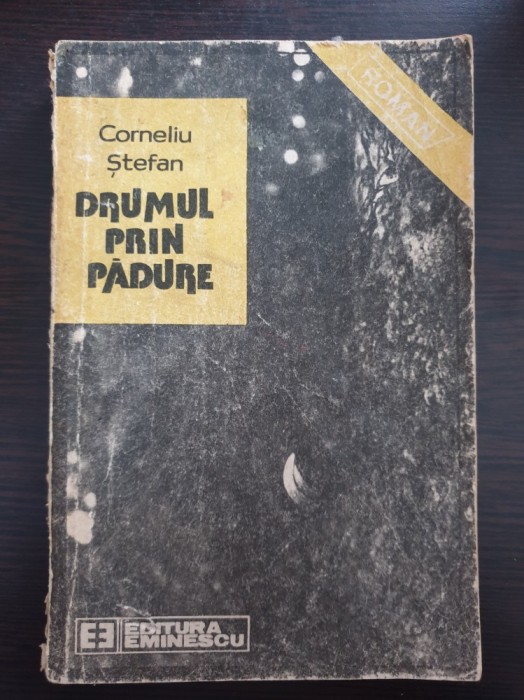 ROMAN
Corneliu
Ștefan
DRUMUL
PRIN
PĂDURE
EE EDITURA
EMINESCU